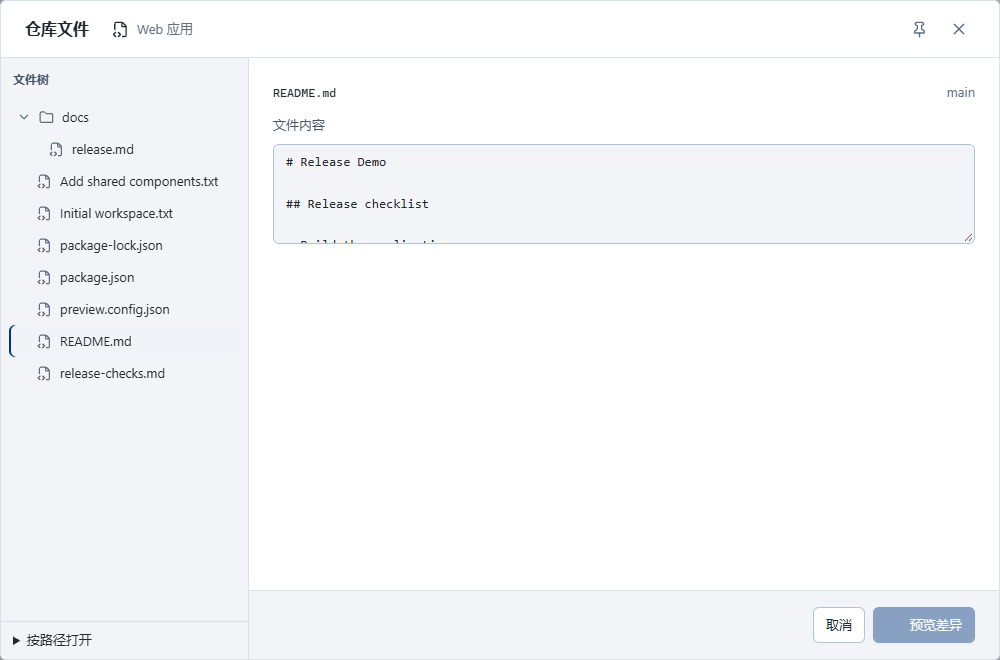 仓库文件 Web 应用
文件树
docs
release.md
Add shared components.txt
Initial workspace.txt
package-lock.json
package.json
preview.config.json
README.md
release-checks.md
按路径打开
README.md main
文件内容
# Release Demo
## Release checklist
取消 预览差异